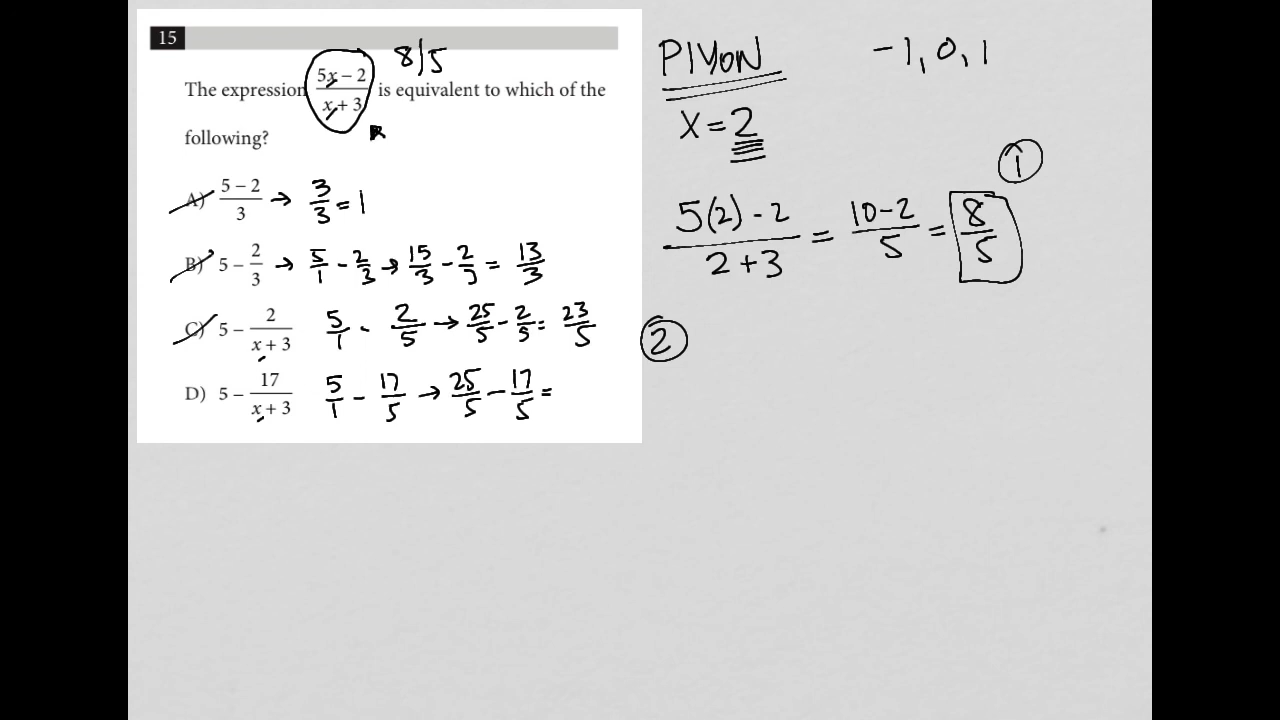 15
8/5
The expression (5x − 2)/(x + 3) is equivalent to which of the
following?
A) (5 − 2)/3 → 3/3 = 1
B) 5 − 2/3 → 5/1 - 2/3 → 15/3 - 2/3 = 13/3
C) 5 − 2/(x + 3) 5/1 - 2/5 → 25/5 - 2/5 = 23/5
D) 5 − 17/(x + 3) 5/1 - 17/5 → 25/5 - 17/5 =
PIYON
-1, 0, 1
x = 2
1
(5(2) - 2)/(2 + 3) = (10 - 2)/5 = 8/5
2